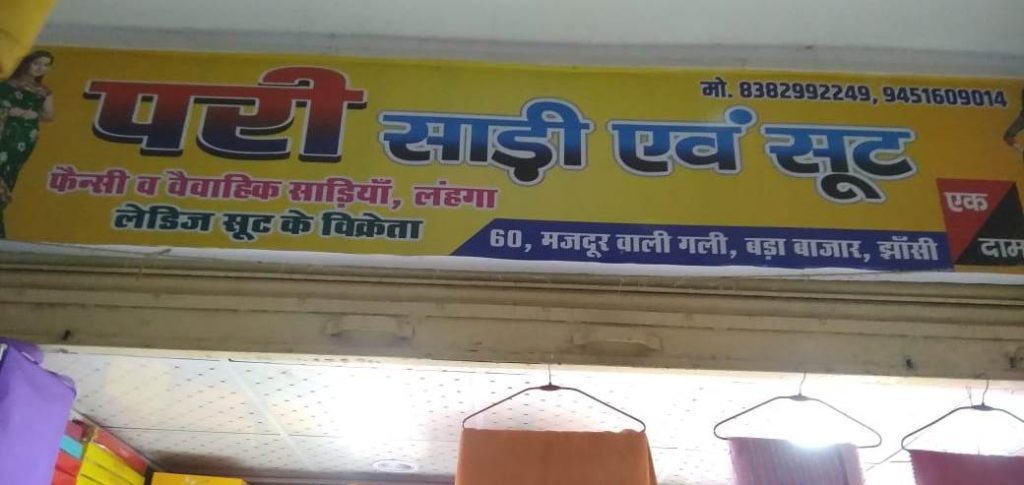 मो. 8382992249, 9451609014
परी साड़ी एवं सूट
फैन्सी व वैवाहिक साड़ियाँ, लंहगा
लेडिज सूट के विक्रेता
60, मजदूर वाली गली, बड़ा बाजार, झाँसी
एक
दाम